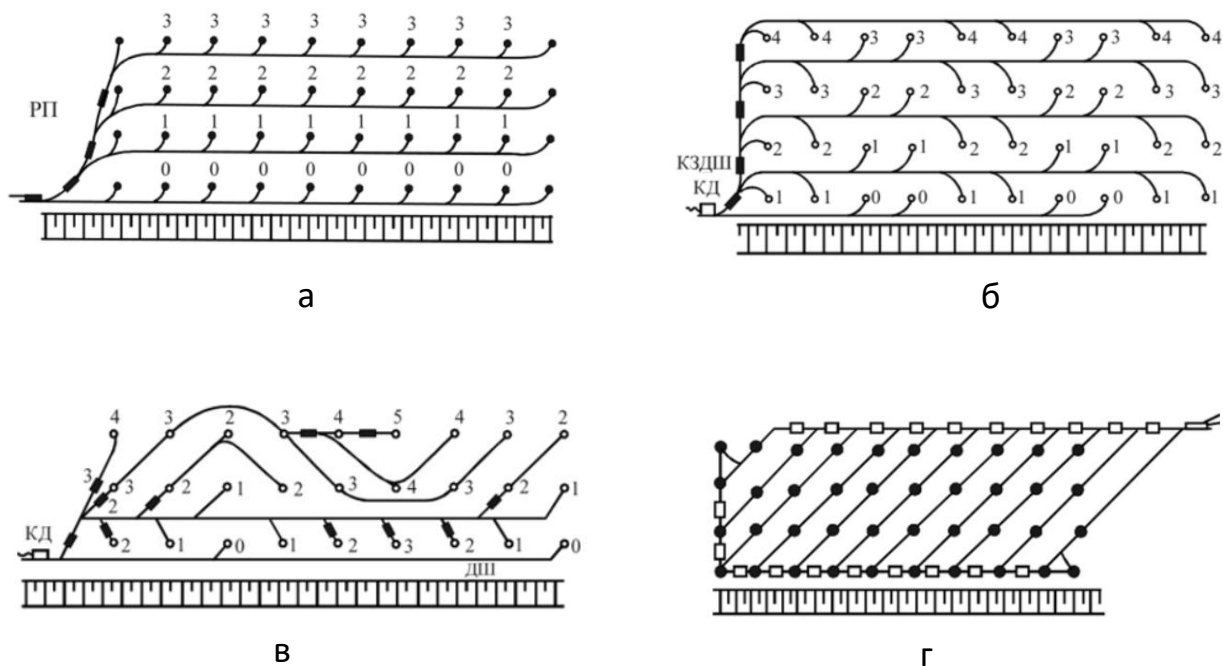 3 3 3 3 3 3 3 3
2 2 2 2 2 2 2 2
РП
1 1 1 1 1 1 1 1
0 0 0 0 0 0 0 0
а
4 4 3 3 4 4 3 3 4 4
3 3 2 2 3 3 2 2 3 3
2 2 1 1 2 2 1 1 2 2
КЗДШ
КД
1 1 0 0 1 1 0 0 1 1
б
4 3 2 3 4 5 4 3 2
3
3 2 1 2 3 4 3 2 1
2
КД
2 1 0 1 2 3 2 1 0
ДШ
в
г